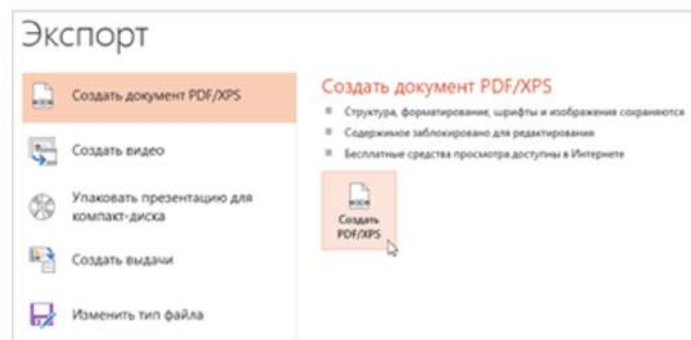 Экспорт
Создать документ PDF/XPS
Создать видео
Упаковать презентацию для
компакт-диска
Создать выдачи
Изменить тип файла
Создать документ PDF/XPS
Структура, форматирование, шрифты и изображения сохраняются
Содержимое заблокировано для редактирования
Бесплатные средства просмотра доступны в Интернете
Создать
PDF/XPS